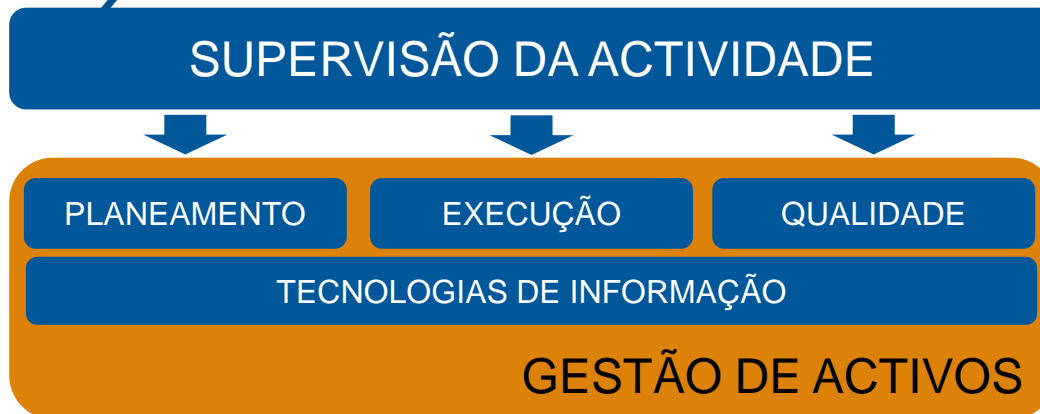 SUPERVISÃO DA ACTIVIDADE
PLANEAMENTO
EXECUÇÃO
QUALIDADE
TECNOLOGIAS DE INFORMAÇÃO
GESTÃO DE ACTIVOS